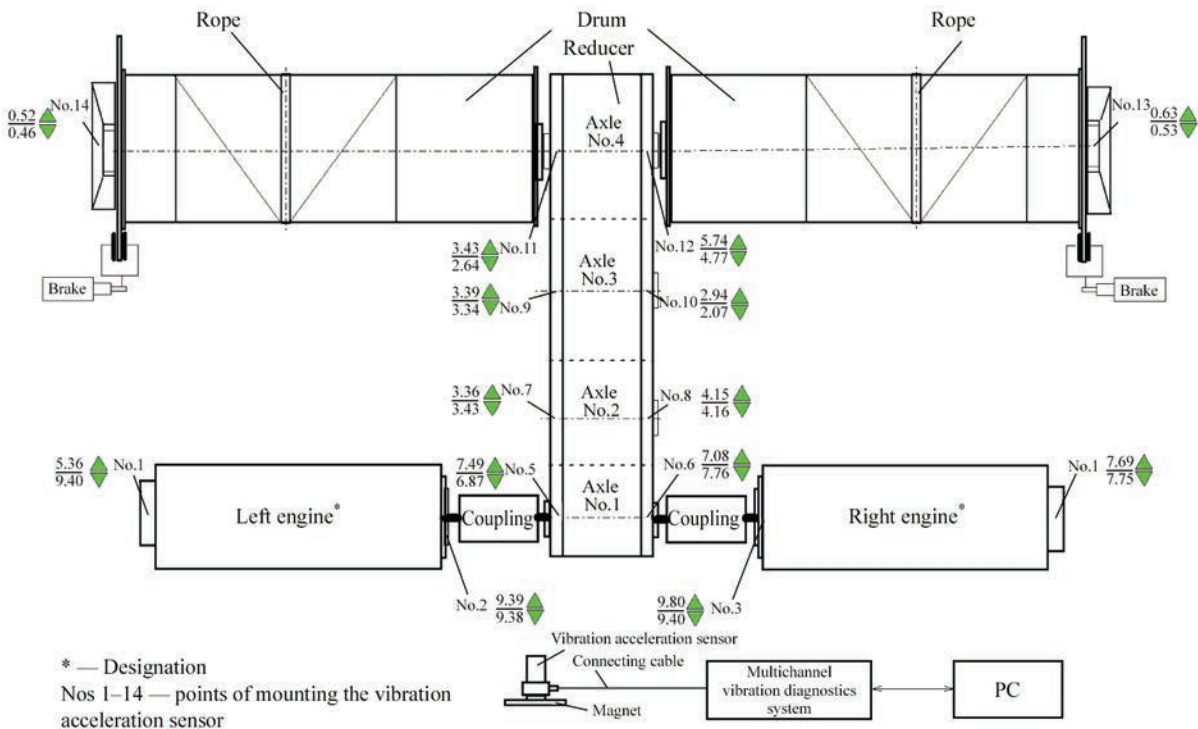 Rope
Drum
Reducer
Rope
No.14
0.52
0.46
Axle
No.4
No.13
0.63
0.53
3.43
2.64
No.11
No.12
5.74
4.77
Brake
Axle
No.3
Brake
3.39
3.34
No.9
No.10
2.94
2.07
3.36
3.43
No.7
Axle
No.2
No.8
4.15
4.16
5.36
9.40
No.1
7.49
6.87
No.5
No.6
7.08
7.76
No.1
7.69
7.75
Left engine*
Coupling
Axle
No.1
Coupling
Right engine*
No.2
9.39
9.38
9.80
9.40
No.3
* — Designation
Nos 1–14 — points of mounting the vibration
acceleration sensor
Vibration acceleration sensor
Connecting cable
Magnet
Multichannel
vibration diagnostics
system
PC